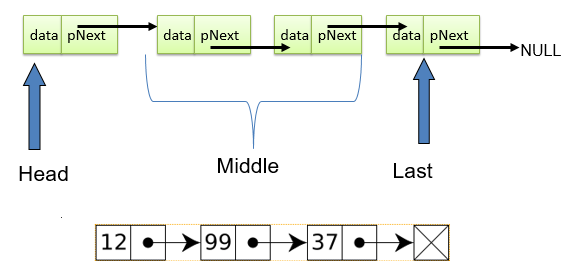 data pNext data pNext data pNext data pNext
NULL
Head Middle Last
12 99 37